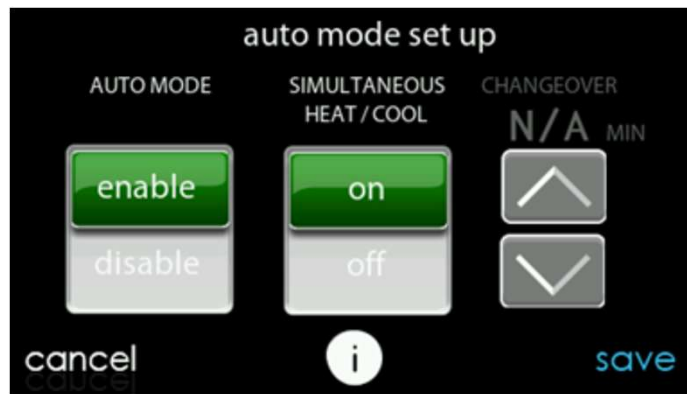 auto mode set up
AUTO MODE
SIMULTANEOUS
HEAT / COOL
CHANGEOVER
N/A MIN
enable
disable
on
off
cancel
i
save